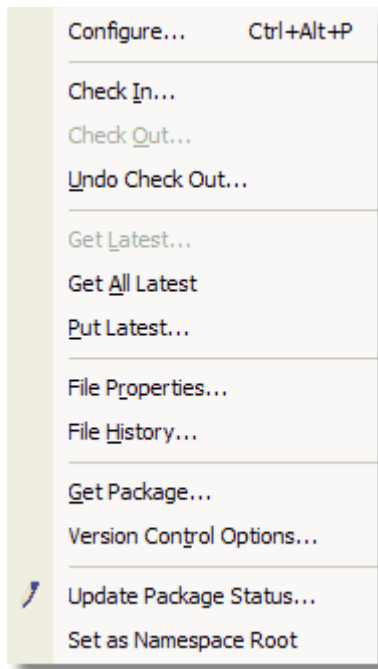 Configure... Ctrl+Alt+P
Check In...
Check Out...
Undo Check Out...
Get Latest...
Get All Latest
Put Latest...
File Properties...
File History...
Get Package...
Version Control Options...
Update Package Status...
Set as Namespace Root